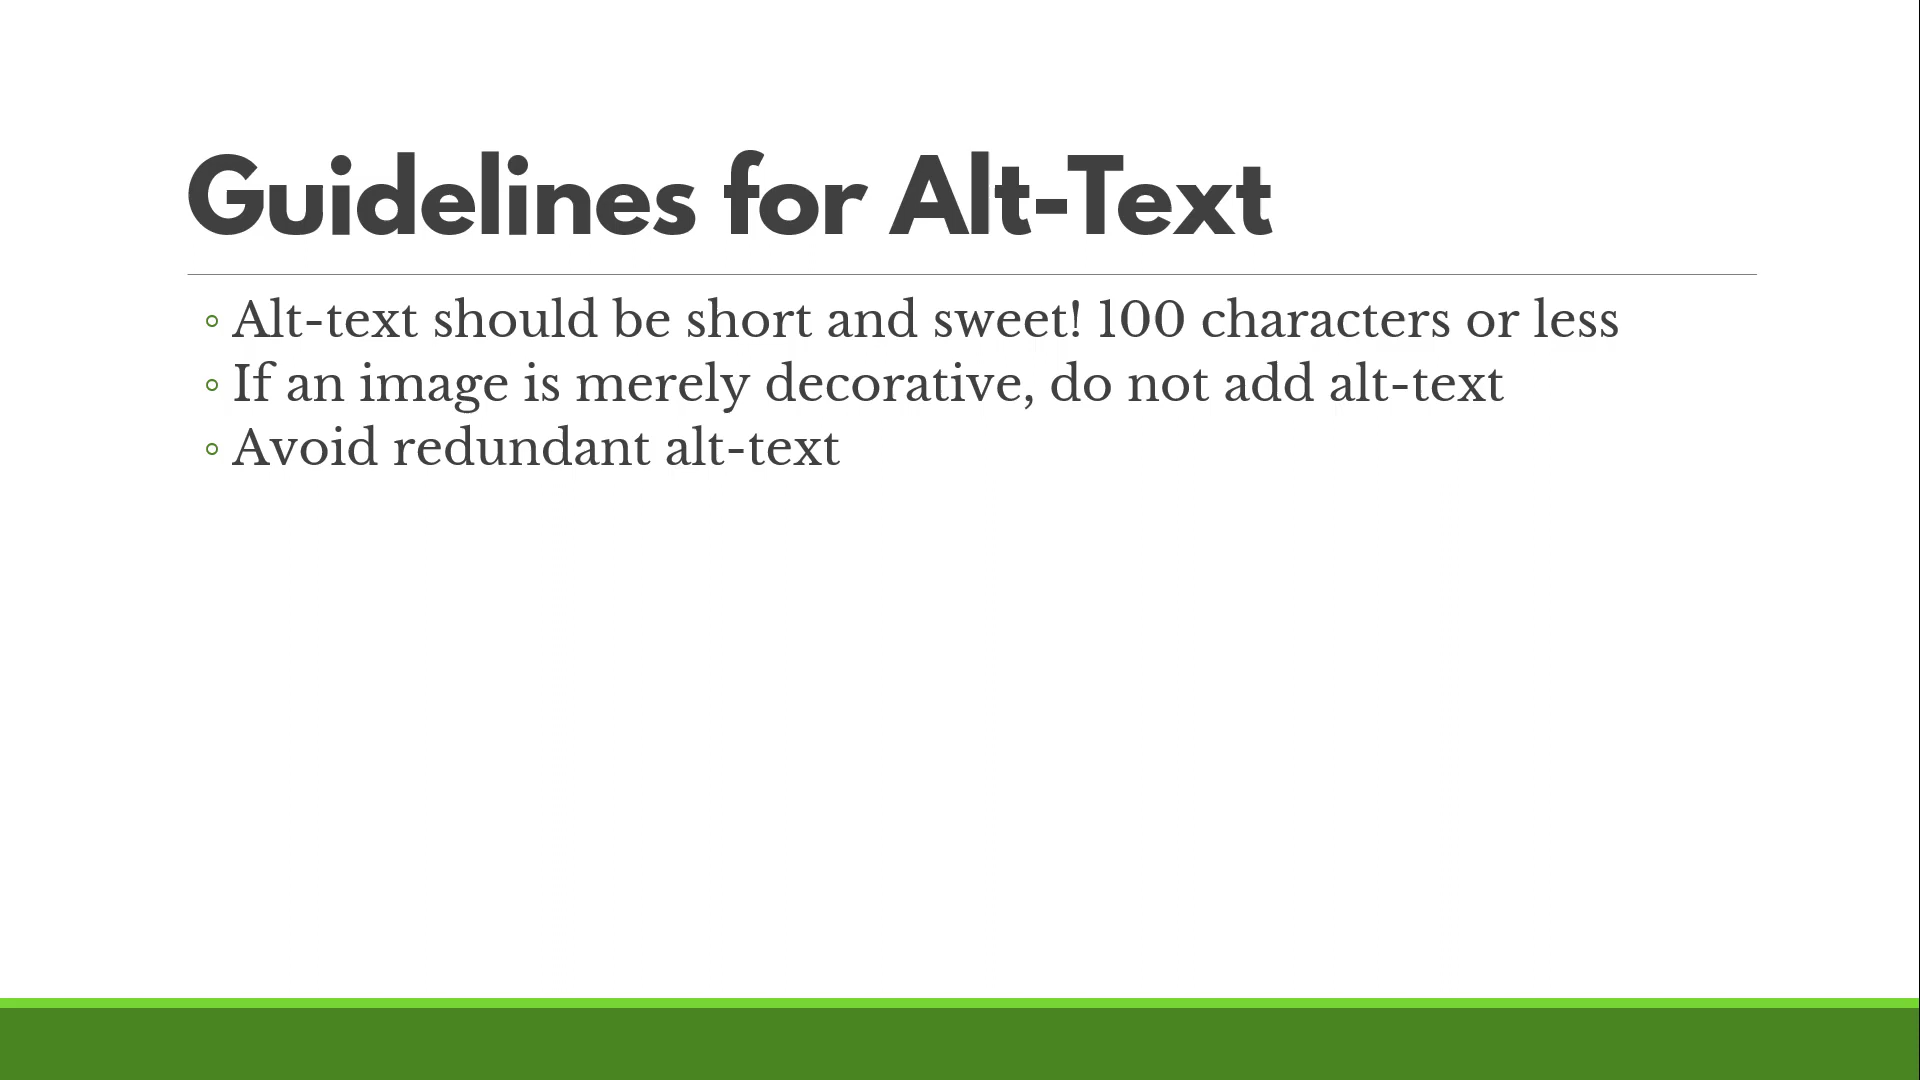 Guidelines for Alt-Text
◦ Alt-text should be short and sweet! 100 characters or less
◦ If an image is merely decorative, do not add alt-text
◦ Avoid redundant alt-text